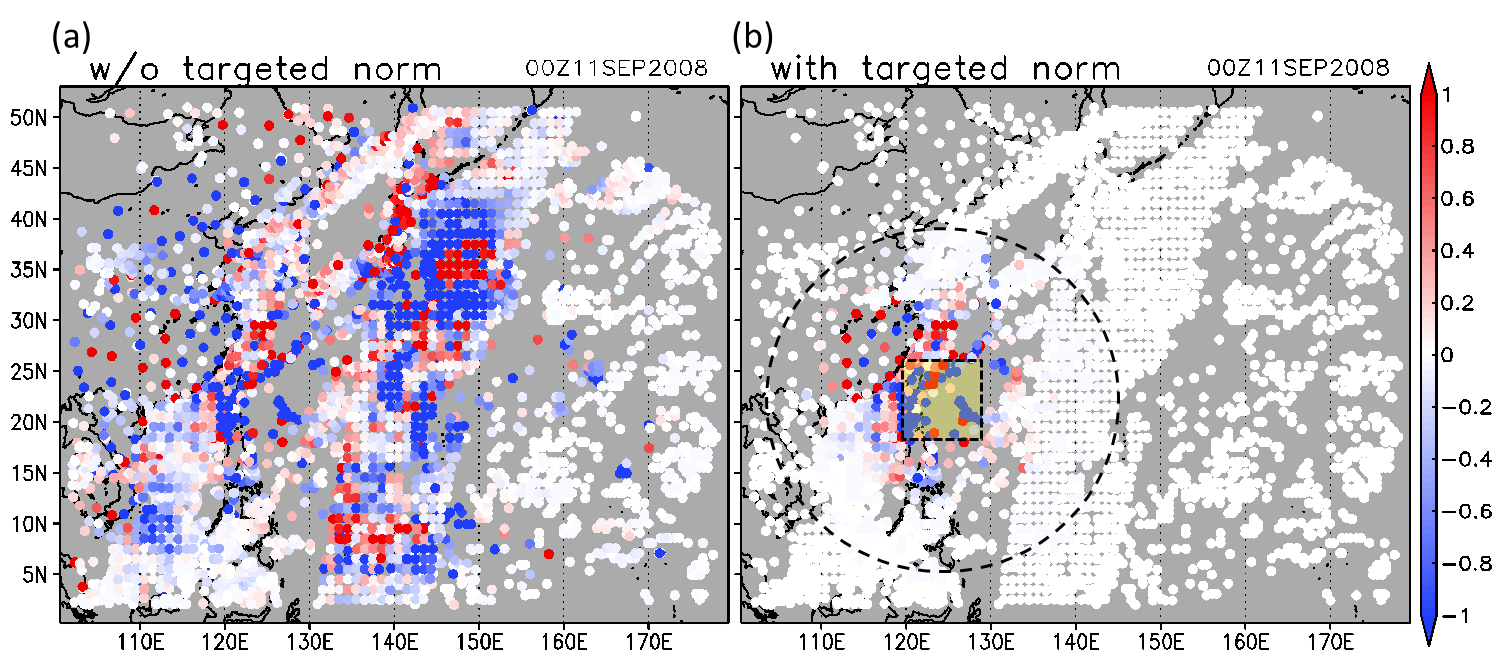 (a)
w/o targeted norm
00Z11SEP2008
50N
45N
40N
35N
30N
25N
20N
15N
10N
5N
110E
120E
130E
140E
150E
160E
170E
(b)
with targeted norm
00Z11SEP2008
110E
120E
130E
140E
150E
160E
170E
1
0.8
0.6
0.4
0.2
0
−0.2
−0.4
−0.6
−0.8
−1